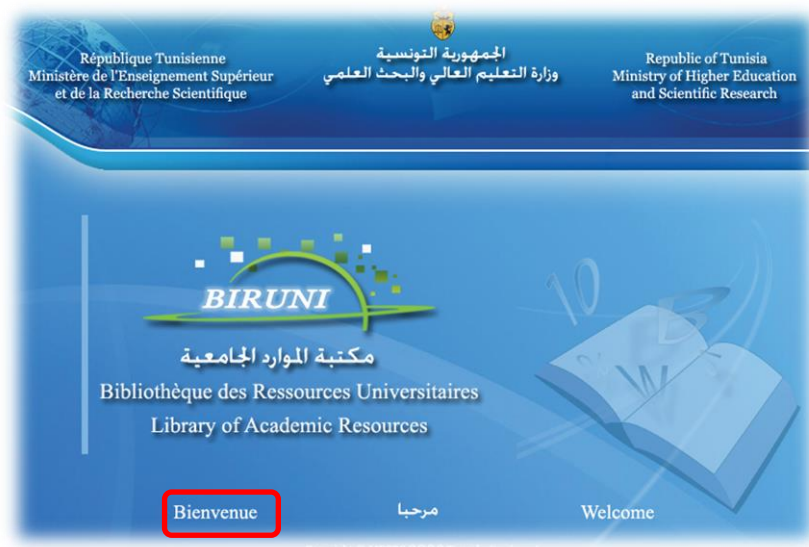 République Tunisienne
Ministère de l'Enseignement Supérieur
et de la Recherche Scientifique
الجمهورية التونسية
وزارة التعليم العالي والبحث العلمي
Republic of Tunisia
Ministry of Higher Education
and Scientific Research
BIRUNI
مكتبة الموارد الجامعية
Bibliothèque des Ressources Universitaires
Library of Academic Resources
10
B
W
Bienvenue
مرحبا
Welcome